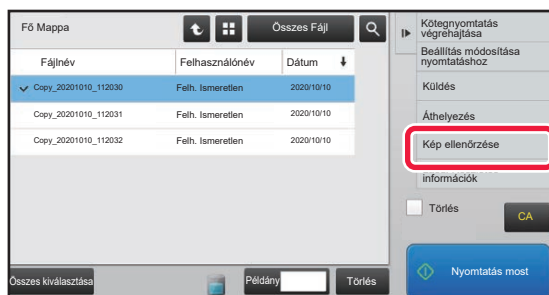 Fő Mappa
Összes Fájl
Fájlnév Felhasználónév Dátum
Copy_20201010_112030 Felh. Ismeretlen 2020/10/10
Copy_20201010_112031 Felh. Ismeretlen 2020/10/10
Copy_20201010_112032 Felh. Ismeretlen 2020/10/10
Összes kiválasztása
Példány
Törlés
Kötegnyomtatás
végrehajtása
Beállítás módosítása
nyomtatáshoz
Küldés
Áthelyezés
Kép ellenőrzése
információk
Törlés
CA
Nyomtatás most